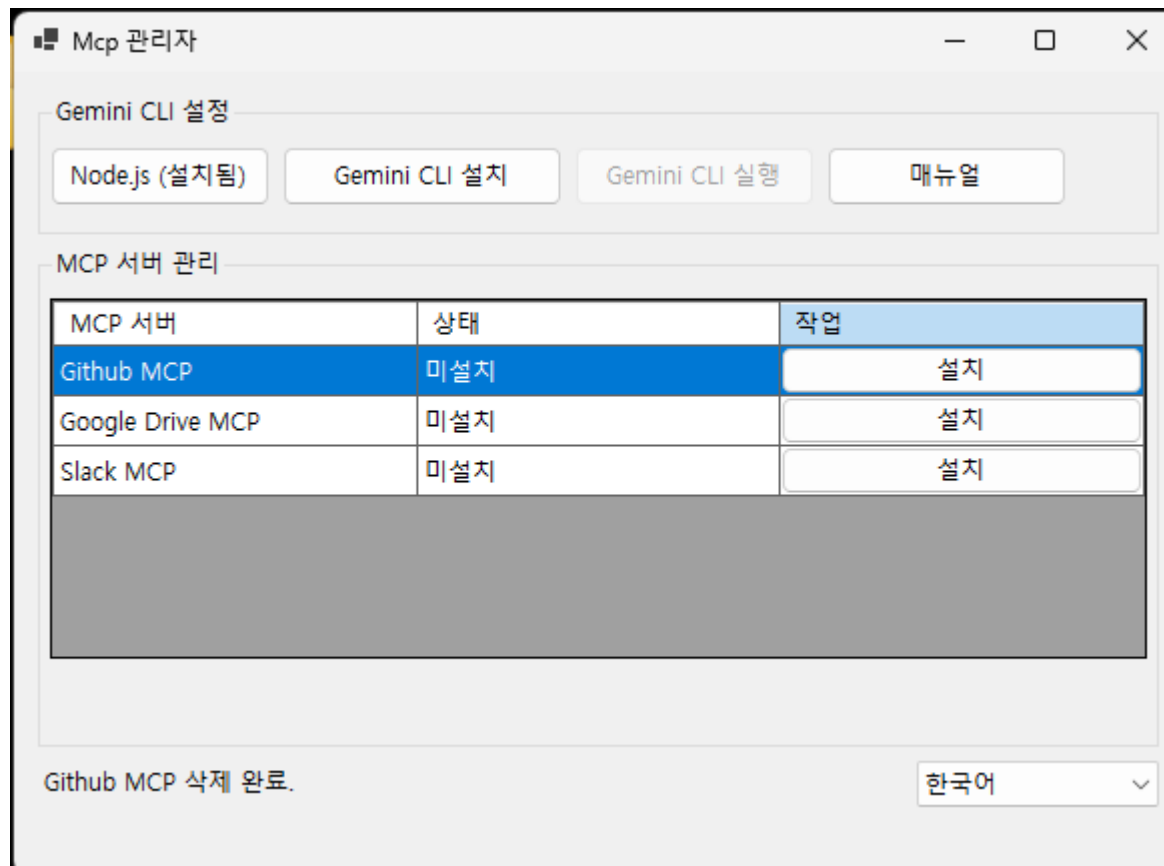 Mcp 관리자
Gemini CLI 설정
Node.js (설치됨) Gemini CLI 설치 Gemini CLI 실행 매뉴얼
MCP 서버 관리
MCP 서버 상태 작업
Github MCP 미설치 설치
Google Drive MCP 미설치 설치
Slack MCP 미설치 설치
Github MCP 삭제 완료. 한국어